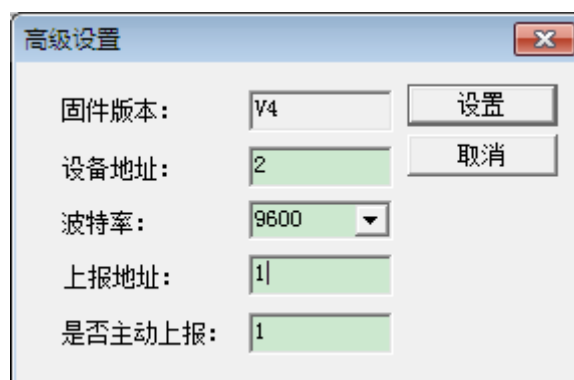 高级设置
固件版本： V4 设置
设备地址： 2 取消
波特率： 9600
上报地址： 1
是否主动上报： 1